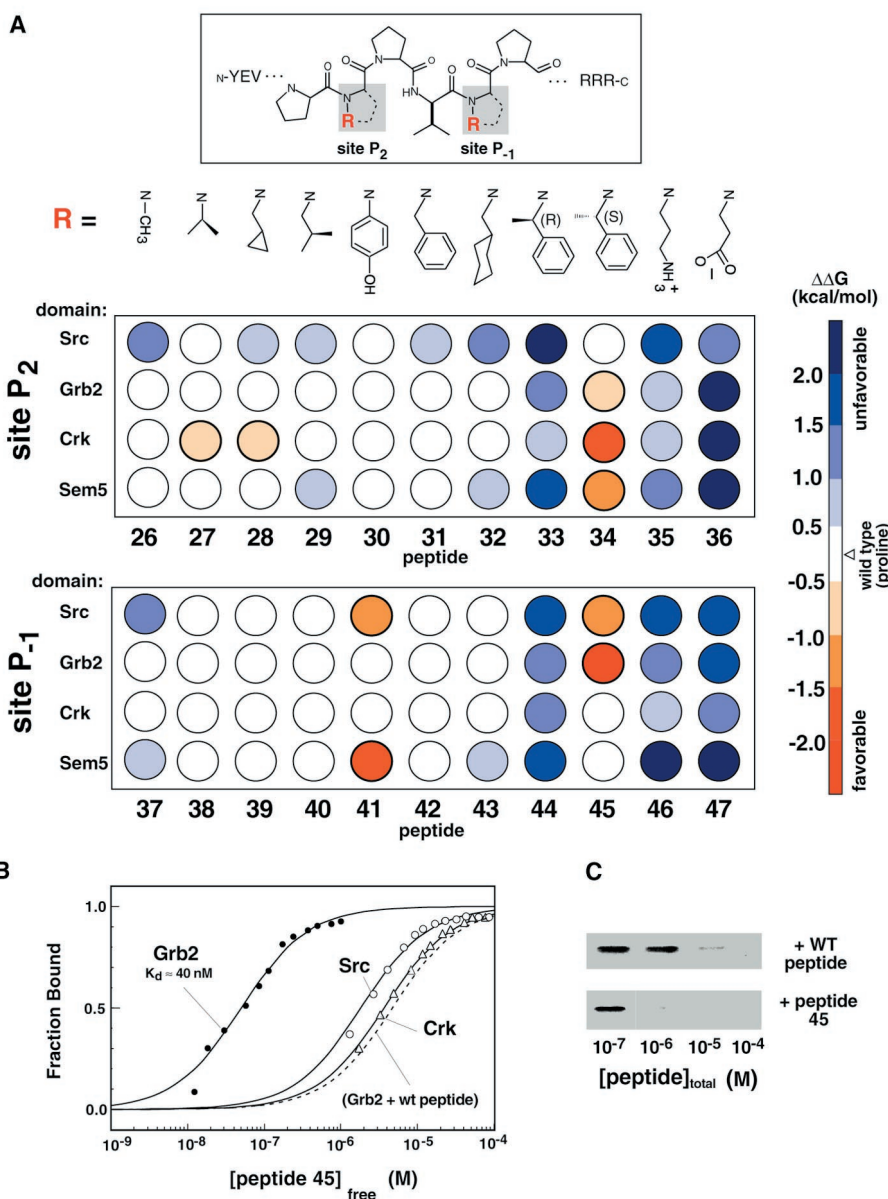 A
N-YEV ···
··· RRR-C
O
O
O
O
O
O
N
N
N
N
HN
R
R
site P2
site P-1
R =
N
N
N
N
N
N
N
N
N
N
N
CH3
(R)
(S)
OH
NH3+
O
O
domain:
site P2
Src
Grb2
Crk
Sem5
26 27 28 29 30 31 32 33 34 35 36
peptide
domain:
site P-1
Src
Grb2
Crk
Sem5
37 38 39 40 41 42 43 44 45 46 47
peptide
ΔΔG
(kcal/mol)
2.0
1.5
1.0
0.5
-0.5
-1.0
-1.5
-2.0
unfavorable
wild type
(proline)
favorable
B
Fraction Bound
1.0
0.5
0.0
Grb2
Kd ≈ 40 nM
Src
Crk
(Grb2 + wt peptide)
10-9 10-8 10-7 10-6 10-5 10-4
[peptide 45]free (M)
C
+ WT
peptide
+ peptide
45
10-7 10-6 10-5 10-4
[peptide]total (M)